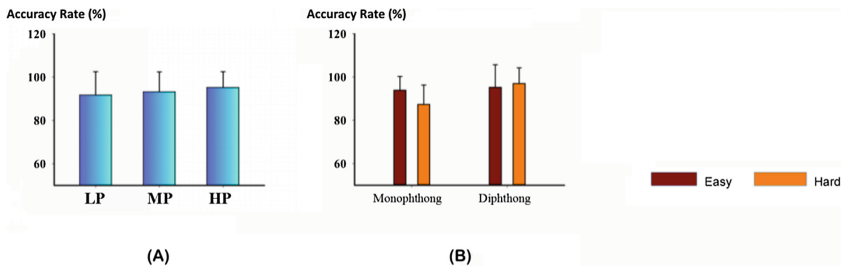 Accuracy Rate (%)
120
100
80
60
LP MP HP
(A)
Accuracy Rate (%)
120
100
80
60
Monophthong Diphthong
(B)
Easy Hard